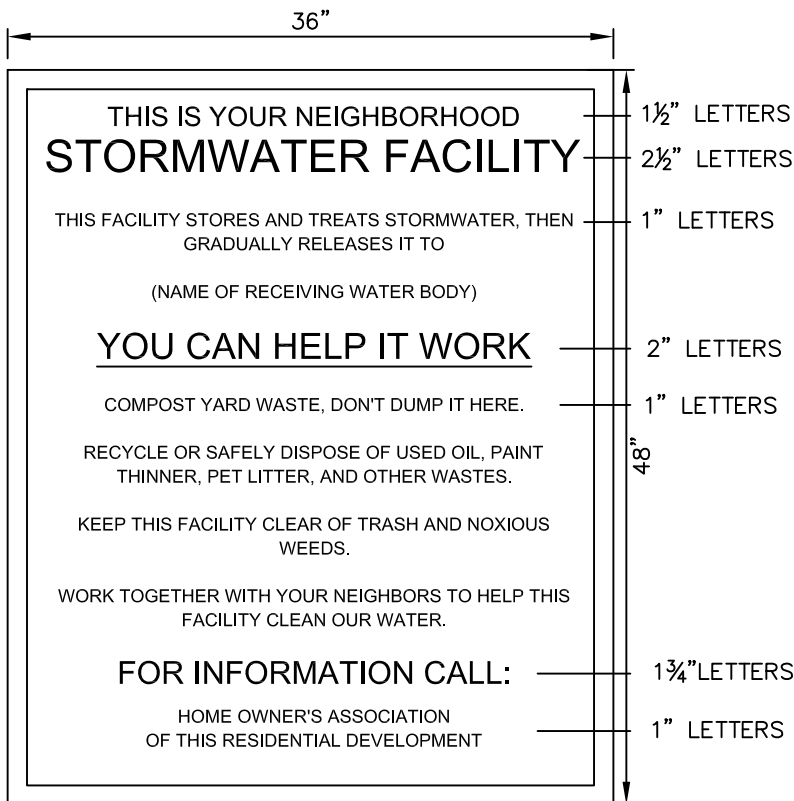 36”
THIS IS YOUR NEIGHBORHOOD
1½” LETTERS
STORMWATER FACILITY
2½” LETTERS
THIS FACILITY STORES AND TREATS STORMWATER, THEN
1” LETTERS
GRADUALLY RELEASES IT TO
(NAME OF RECEIVING WATER BODY)
YOU CAN HELP IT WORK
2” LETTERS
COMPOST YARD WASTE, DON'T DUMP IT HERE.
1” LETTERS
48”
RECYCLE OR SAFELY DISPOSE OF USED OIL, PAINT
THINNER, PET LITTER, AND OTHER WASTES.
KEEP THIS FACILITY CLEAR OF TRASH AND NOXIOUS
WEEDS.
WORK TOGETHER WITH YOUR NEIGHBORS TO HELP THIS
FACILITY CLEAN OUR WATER.
FOR INFORMATION CALL:
1¾”LETTERS
HOME OWNER'S ASSOCIATION
OF THIS RESIDENTIAL DEVELOPMENT
1” LETTERS